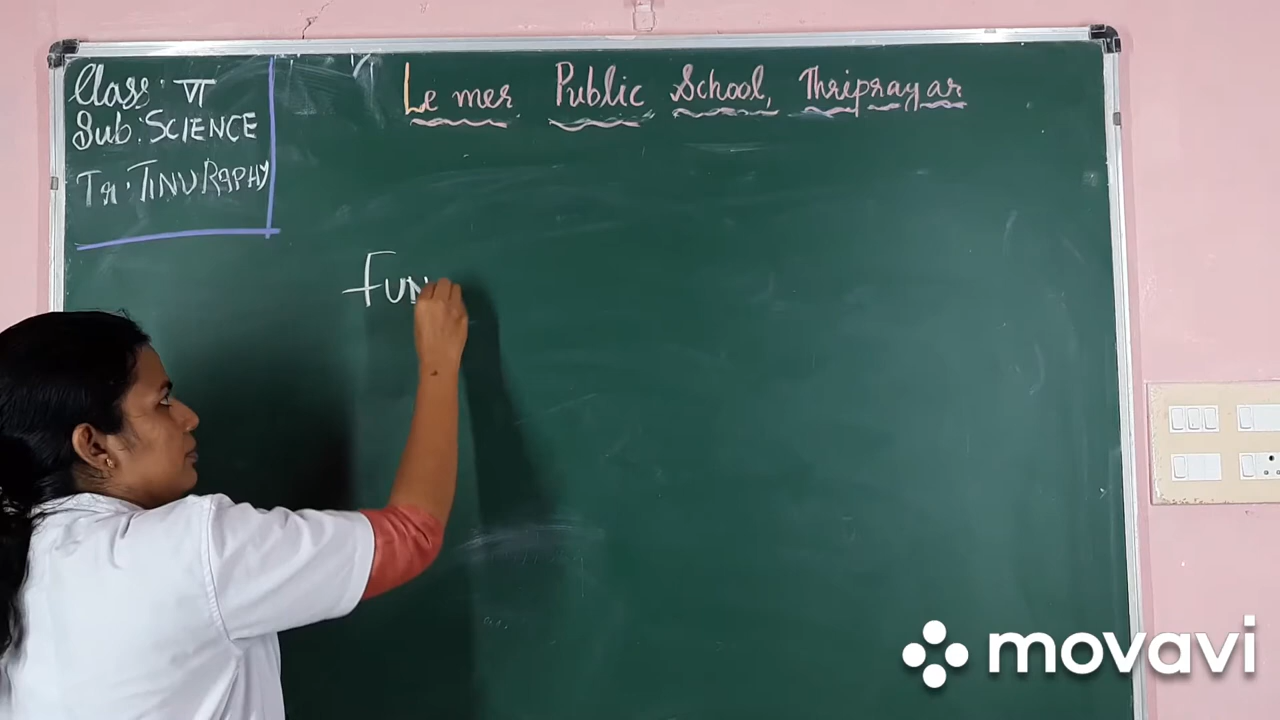 Class: VI
Sub: SCIENCE
Tr: TINU RAPHY
Le mer Public School, Thriprayar
FUN
movavi